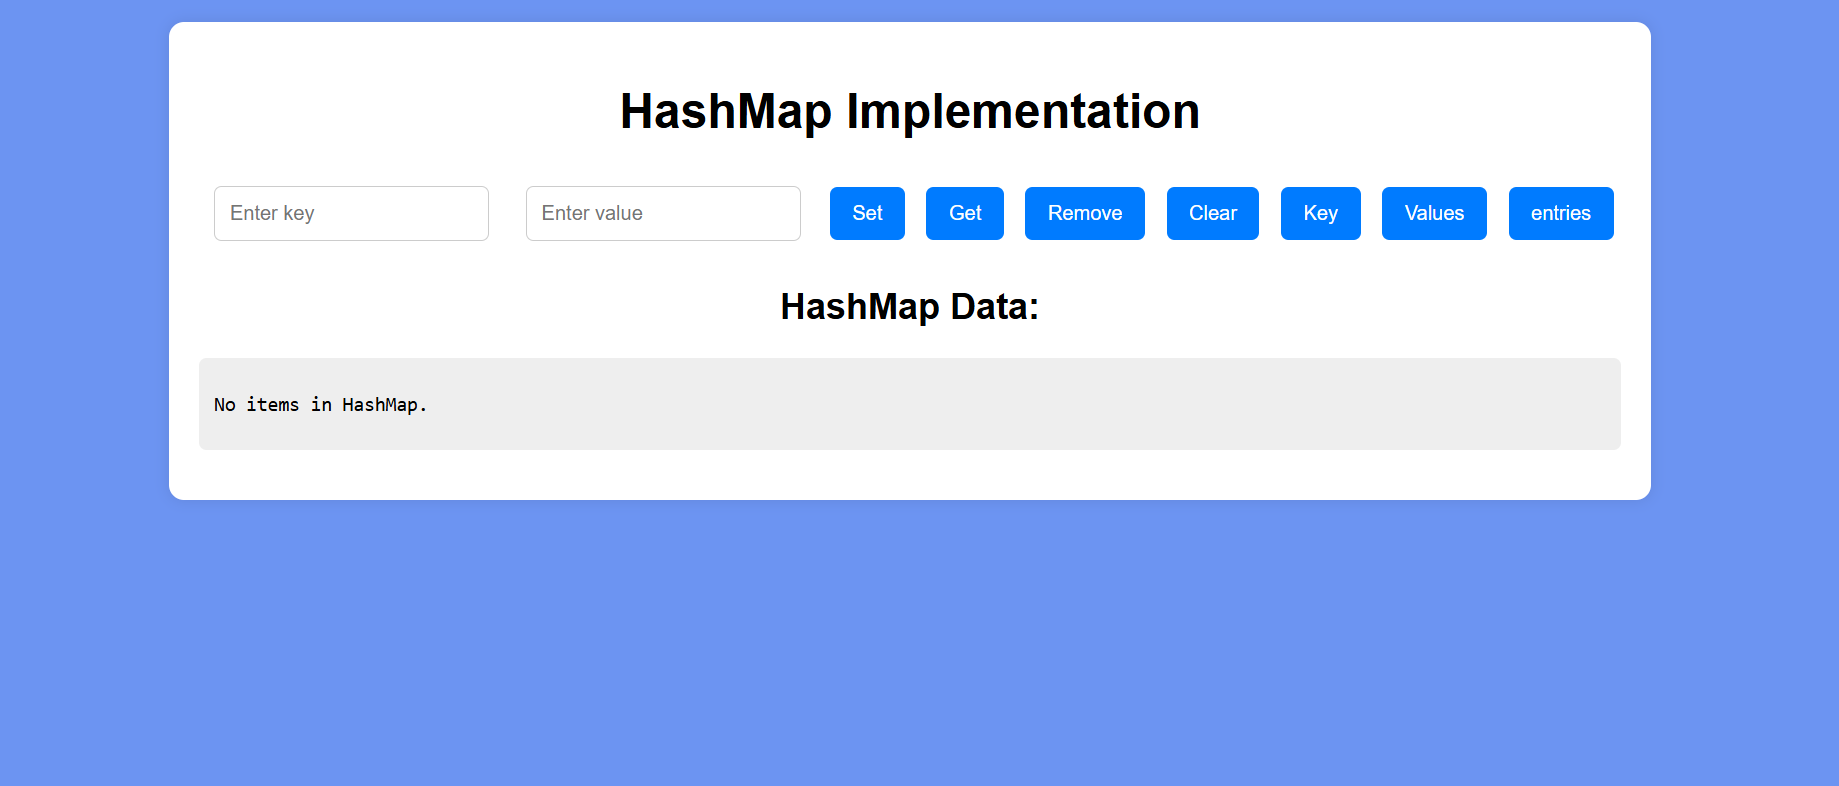 HashMap Implementation
Enter key Enter value Set Get Remove Clear Key Values entries
HashMap Data:
No items in HashMap.